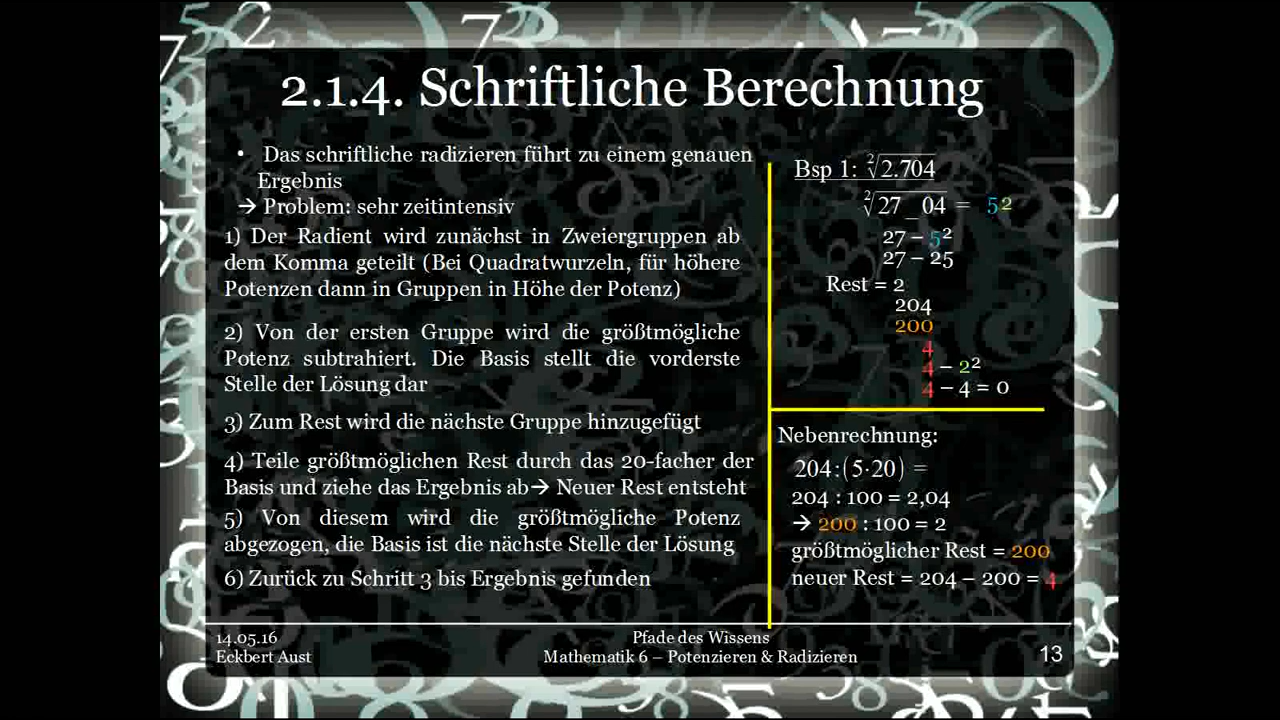 2.1.4. Schriftliche Berechnung
• Das schriftliche radizieren führt zu einem genauen
Ergebnis
→ Problem: sehr zeitintensiv
1) Der Radient wird zunächst in Zweiergruppen ab
dem Komma geteilt (Bei Quadratwurzeln, für höhere
Potenzen dann in Gruppen in Höhe der Potenz)
2) Von der ersten Gruppe wird die größtmögliche
Potenz subtrahiert. Die Basis stellt die vorderste
Stelle der Lösung dar
3) Zum Rest wird die nächste Gruppe hinzugefügt
4) Teile größtmöglichen Rest durch das 20-facher der
Basis und ziehe das Ergebnis ab→ Neuer Rest entsteht
5) Von diesem wird die größtmögliche Potenz
abgezogen, die Basis ist die nächste Stelle der Lösung
6) Zurück zu Schritt 3 bis Ergebnis gefunden
Bsp 1: ²√2.704
²√27_04 = 52
27 – 5²
27 – 25
Rest = 2
204
200
4
4 – 2²
4 – 4 = 0
Nebenrechnung:
204:(5·20) =
204 : 100 = 2,04
→ 200 : 100 = 2
größtmöglicher Rest = 200
neuer Rest = 204 – 200 = 4
14.05.16
Eckbert Aust
Pfade des Wissens
Mathematik 6 – Potenzieren & Radizieren
13